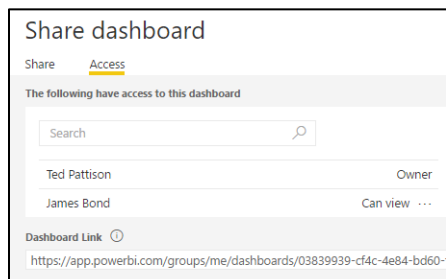 Share dashboard
Share Access
The following have access to this dashboard
Search
Ted Pattison Owner
James Bond Can view ...
Dashboard Link
https://app.powerbi.com/groups/me/dashboards/03839939-cf4c-4e84-bd60-